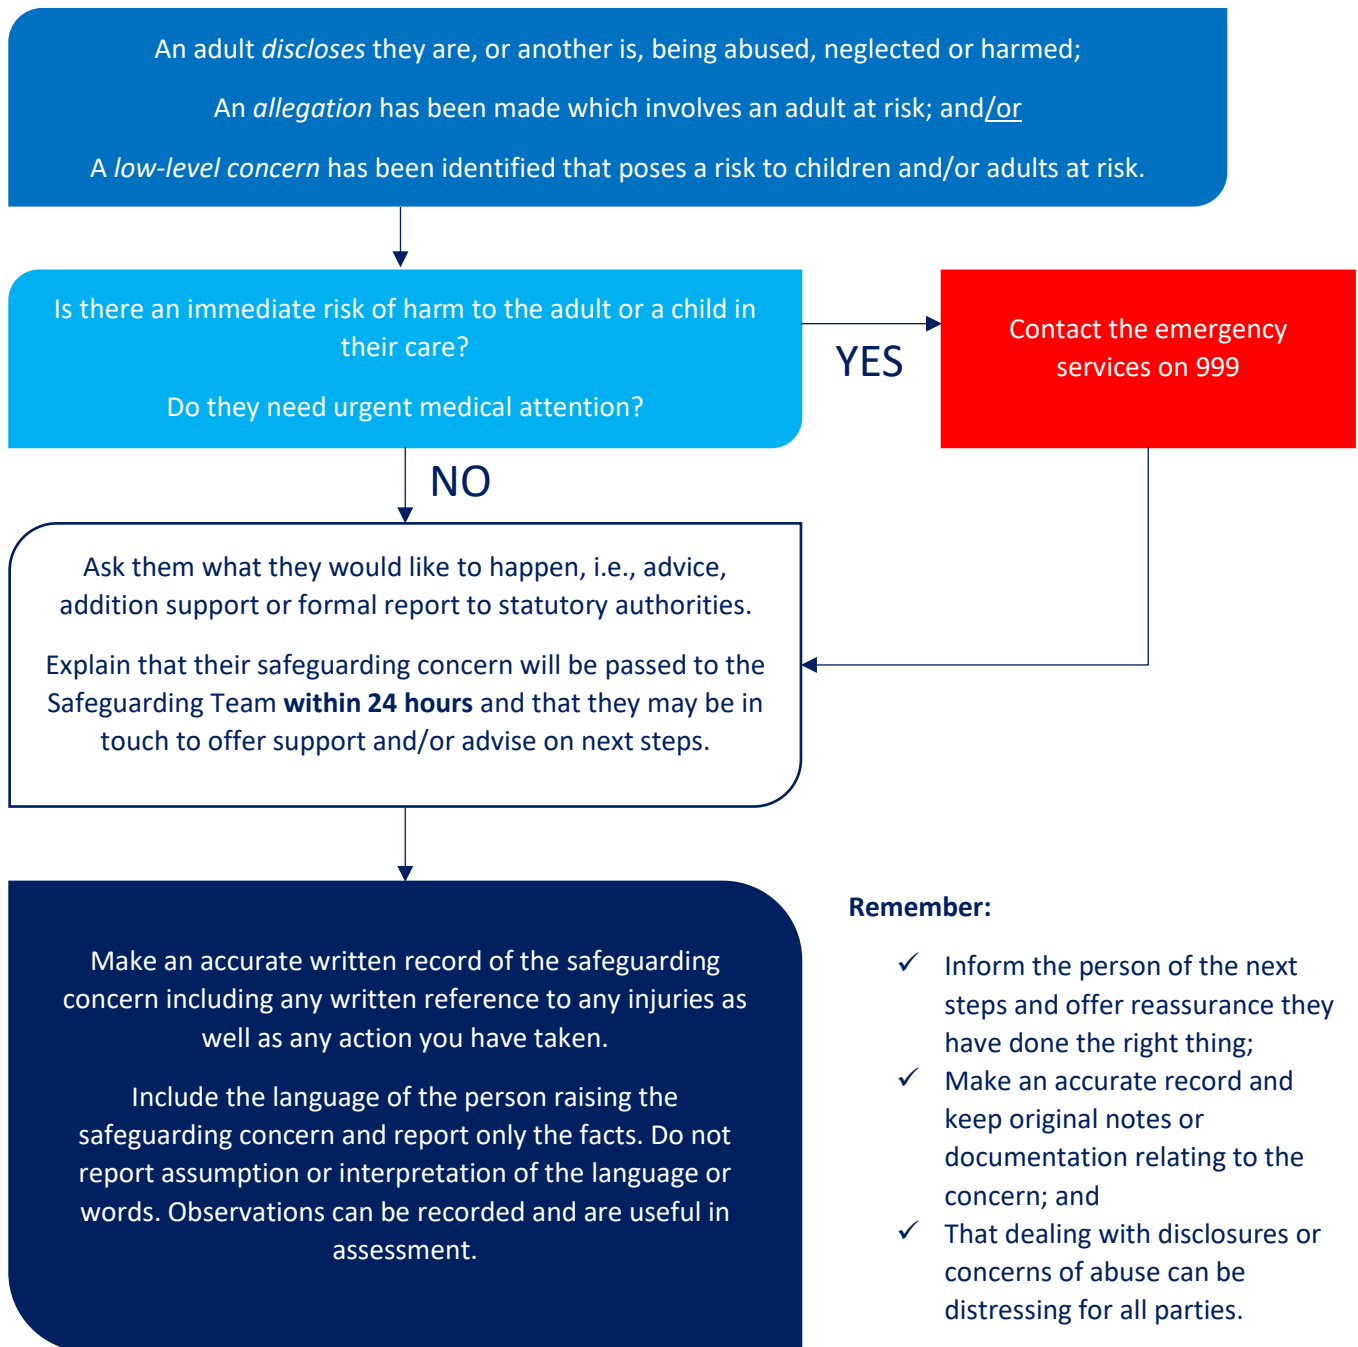 An adult discloses they are, or another is, being abused, neglected or harmed;
An allegation has been made which involves an adult at risk; and/or
A low-level concern has been identified that poses a risk to children and/or adults at risk.
Is there an immediate risk of harm to the adult or a child in
their care?
Do they need urgent medical attention?
YES
Contact the emergency
services on 999
NO
Ask them what they would like to happen, i.e., advice,
addition support or formal report to statutory authorities.
Explain that their safeguarding concern will be passed to the
Safeguarding Team within 24 hours and that they may be in
touch to offer support and/or advise on next steps.
Make an accurate written record of the safeguarding
concern including any written reference to any injuries as
well as any action you have taken.
Include the language of the person raising the
safeguarding concern and report only the facts. Do not
report assumption or interpretation of the language or
words. Observations can be recorded and are useful in
assessment.
Remember:
✓ Inform the person of the next
steps and offer reassurance they
have done the right thing;
✓ Make an accurate record and
keep original notes or
documentation relating to the
concern; and
✓ That dealing with disclosures or
concerns of abuse can be
distressing for all parties.